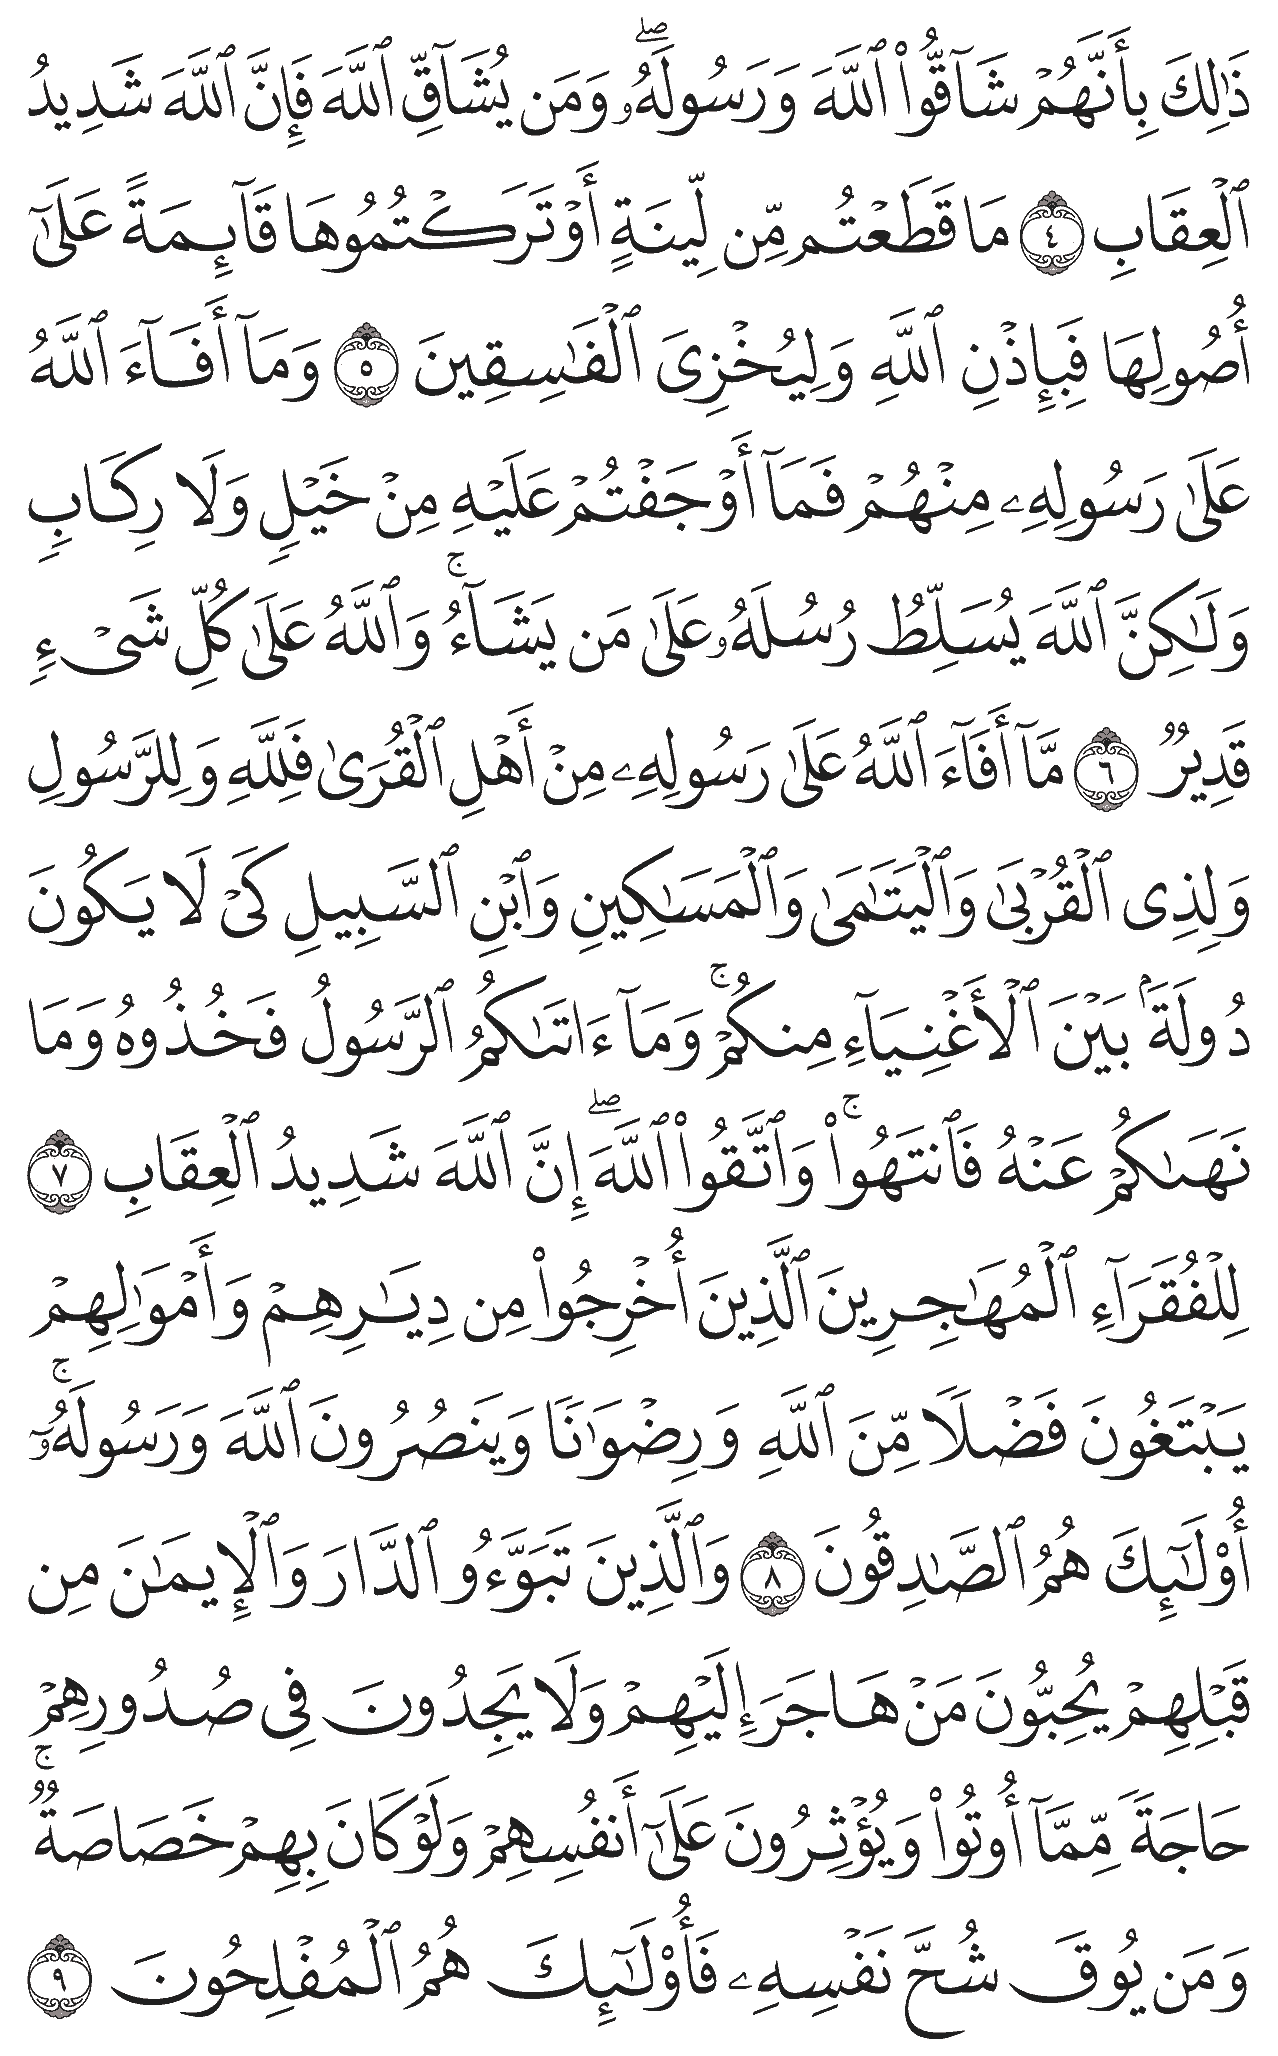 ذَٰلِكَ بِأَنَّهُمْ شَآقُّوا۟ ٱللَّهَ وَرَسُولَهُۥ ۖ وَمَن يُشَآقِّ ٱللَّهَ فَإِنَّ ٱللَّهَ شَدِيدُ
ٱلْعِقَابِ ٤ مَا قَطَعْتُم مِّن لِّينَةٍ أَوْ تَرَكْتُمُوهَا قَآئِمَةً عَلَىٰٓ
أُصُولِهَا فَبِإِذْنِ ٱللَّهِ وَلِيُخْزِىَ ٱلْفَـٰسِقِينَ ٥ وَمَآ أَفَآءَ ٱللَّهُ
عَلَىٰ رَسُولِهِۦ مِنْهُمْ فَمَآ أَوْجَفْتُمْ عَلَيْهِ مِنْ خَيْلٍ وَلَا رِكَابٍ
وَلَـٰكِنَّ ٱللَّهَ يُسَلِّطُ رُسُلَهُۥ عَلَىٰ مَن يَشَآءُ ۚ وَٱللَّهُ عَلَىٰ كُلِّ شَىْءٍ
قَدِيرٌ ٦ مَّآ أَفَآءَ ٱللَّهُ عَلَىٰ رَسُولِهِۦ مِنْ أَهْلِ ٱلْقُرَىٰ فَلِلَّهِ وَلِلرَّسُولِ
وَلِذِى ٱلْقُرْبَىٰ وَٱلْيَتَـٰمَىٰ وَٱلْمَسَـٰكِينِ وَٱبْنِ ٱلسَّبِيلِ كَىْ لَا يَكُونَ
دُولَةًۢ بَيْنَ ٱلْأَغْنِيَآءِ مِنكُمْ ۚ وَمَآ ءَاتَىٰكُمُ ٱلرَّسُولُ فَخُذُوهُ وَمَا
نَهَىٰكُمْ عَنْهُ فَٱنتَهُوا۟ ۚ وَٱتَّقُوا۟ ٱللَّهَ ۖ إِنَّ ٱللَّهَ شَدِيدُ ٱلْعِقَابِ ٧
لِلْفُقَرَآءِ ٱلْمُهَـٰجِرِينَ ٱلَّذِينَ أُخْرِجُوا۟ مِن دِيَـٰرِهِمْ وَأَمْوَٰلِهِمْ
يَبْتَغُونَ فَضْلًا مِّنَ ٱللَّهِ وَرِضْوَٰنًا وَيَنصُرُونَ ٱللَّهَ وَرَسُولَهُۥٓ ۚ
أُو۟لَـٰٓئِكَ هُمُ ٱلصَّـٰدِقُونَ ٨ وَٱلَّذِينَ تَبَوَّءُو ٱلدَّارَ وَٱلْإِيمَـٰنَ مِن
قَبْلِهِمْ يُحِبُّونَ مَنْ هَاجَرَ إِلَيْهِمْ وَلَا يَجِدُونَ فِى صُدُورِهِمْ
حَاجَةً مِّمَّآ أُوتُوا۟ وَيُؤْثِرُونَ عَلَىٰٓ أَنفُسِهِمْ وَلَوْ كَانَ بِهِمْ خَصَاصَةٌ ۚ
وَمَن يُوقَ شُحَّ نَفْسِهِۦ فَأُو۟لَـٰٓئِكَ هُمُ ٱلْمُفْلِحُونَ ٩